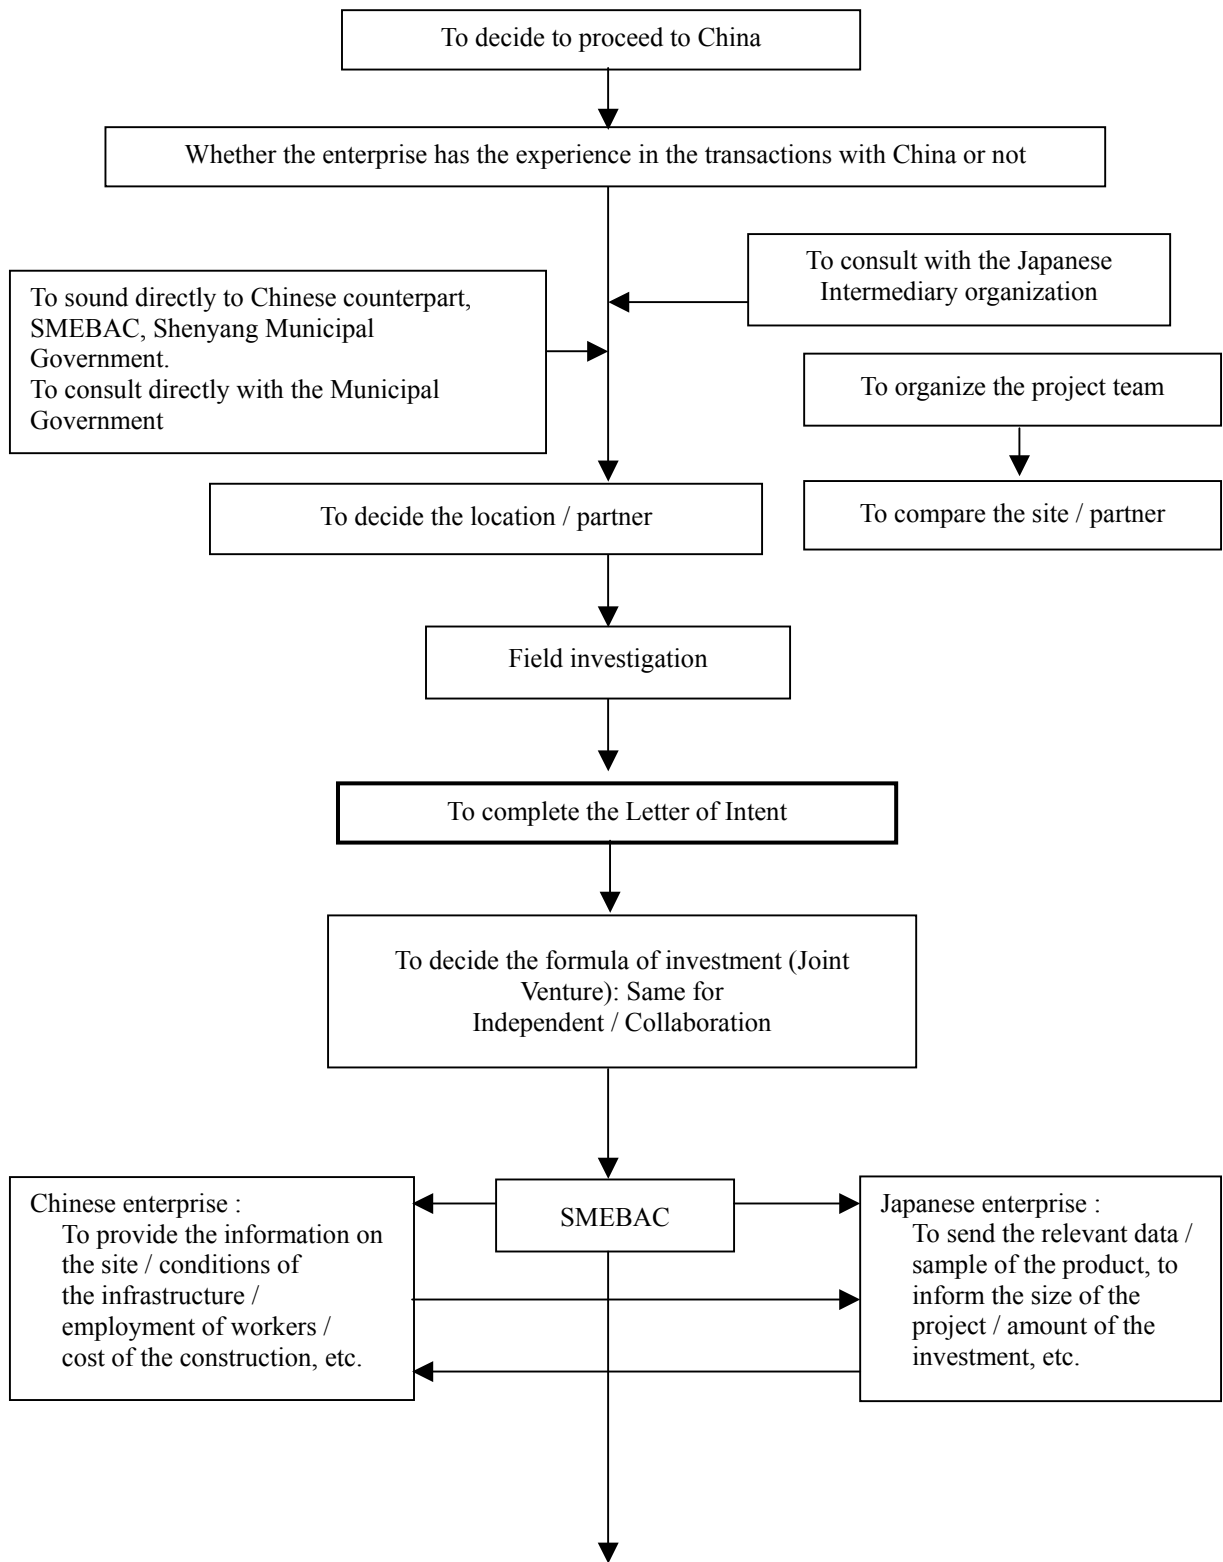 To decide to proceed to China
Whether the enterprise has the experience in the transactions with China or not
To consult with the Japanese
Intermediary organization
To sound directly to Chinese counterpart,
SMEBAC, Shenyang Municipal
Government.
To consult directly with the Municipal
Government
To organize the project team
To decide the location / partner
To compare the site / partner
Field investigation
To complete the Letter of Intent
To decide the formula of investment (Joint
Venture): Same for
Independent / Collaboration
Chinese enterprise :
To provide the information on
the site / conditions of
the infrastructure /
employment of workers /
cost of the construction, etc.
SMEBAC
Japanese enterprise :
To send the relevant data /
sample of the product, to
inform the size of the
project / amount of the
investment, etc.